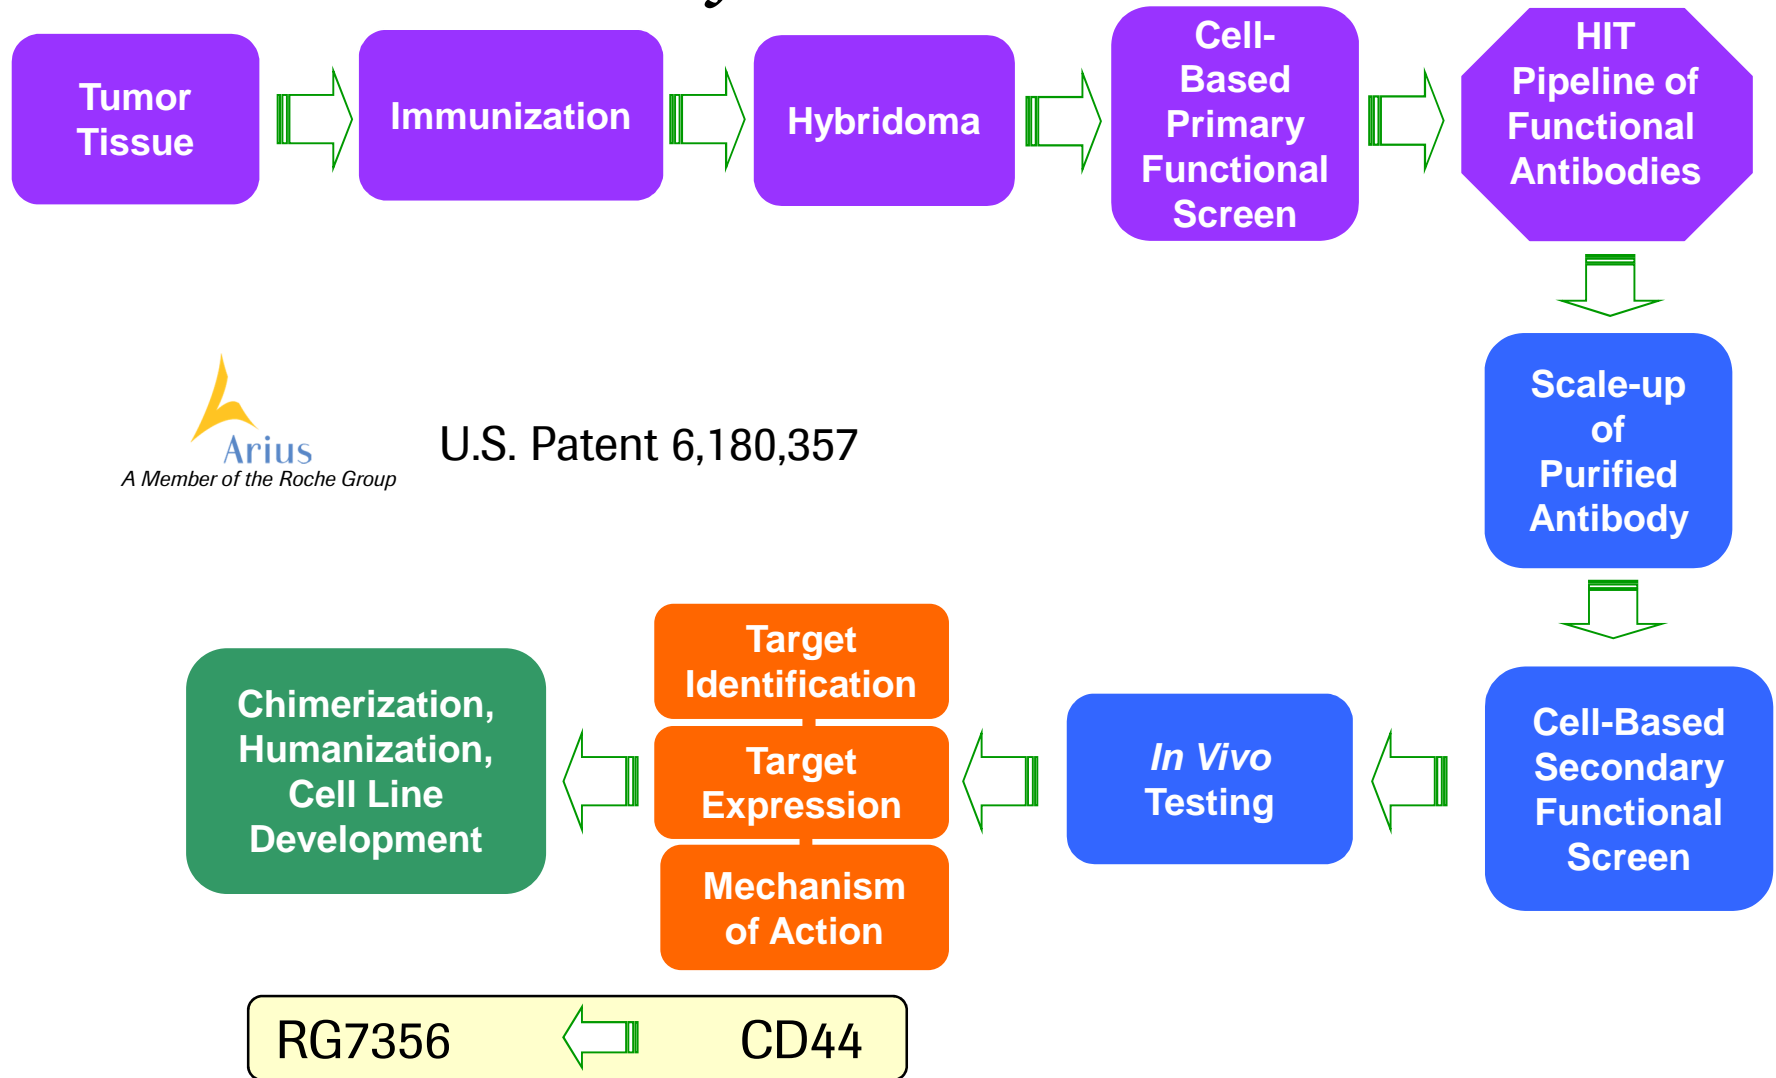 Tumor
Tissue
Immunization
Hybridoma
Cell-
Based
Primary
Functional
Screen
HIT
Pipeline of
Functional
Antibodies
Scale-up
of
Purified
Antibody
Arius
A Member of the Roche Group
U.S. Patent 6,180,357
Cell-Based
Secondary
Functional
Screen
In Vivo
Testing
Target
Identification
Target
Expression
Mechanism
of Action
Chimerization,
Humanization,
Cell Line
Development
RG7356
CD44